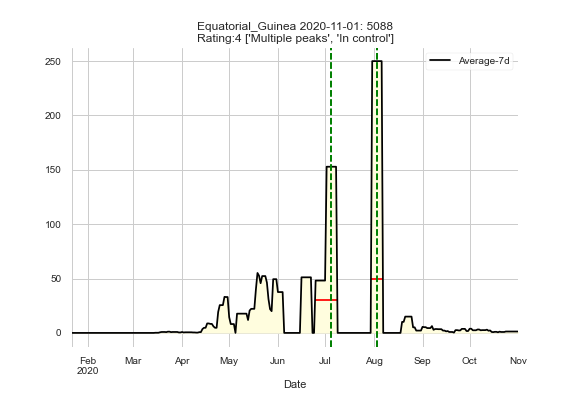 Equatorial_Guinea 2020-11-01: 5088
Rating:4 ['Multiple peaks', 'In control']
Average-7d
250
200
150
100
50
0
Feb Mar Apr May Jun Jul Aug Sep Oct Nov
2020
Date